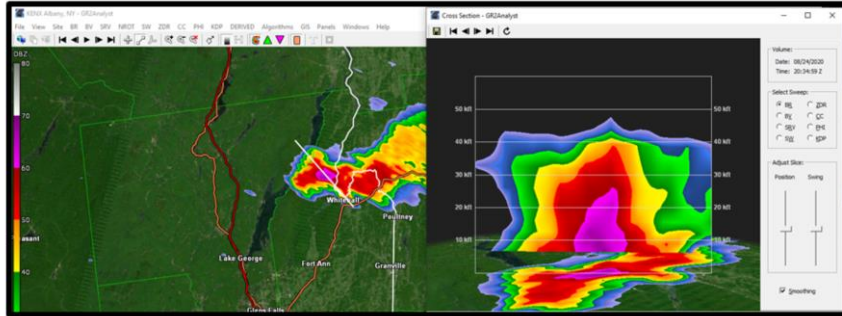 KENX Albany, NY - GR2Analyst
File View Site BR BV SRV NROT SW ZDR CC PHI KDP DERIVED Algorithms GIS Panels Windows Help
DBZ
80
70
60
50
40
asant
Whitehall
Poultney
Lake George
Fort Ann
Granville
Glens Falls
Cross Section - GR2Analyst
50 kft 50 kft
40 kft 40 kft
30 kft 30 kft
20 kft 20 kft
10 kft 10 kft
Volume:
Date: 08/24/2020
Time: 20:34:59 Z
Select Sweep:
BR ZDR
BV CC
SRV PHI
SW KDP
Adjust Slice:
Position Swing
Smoothing